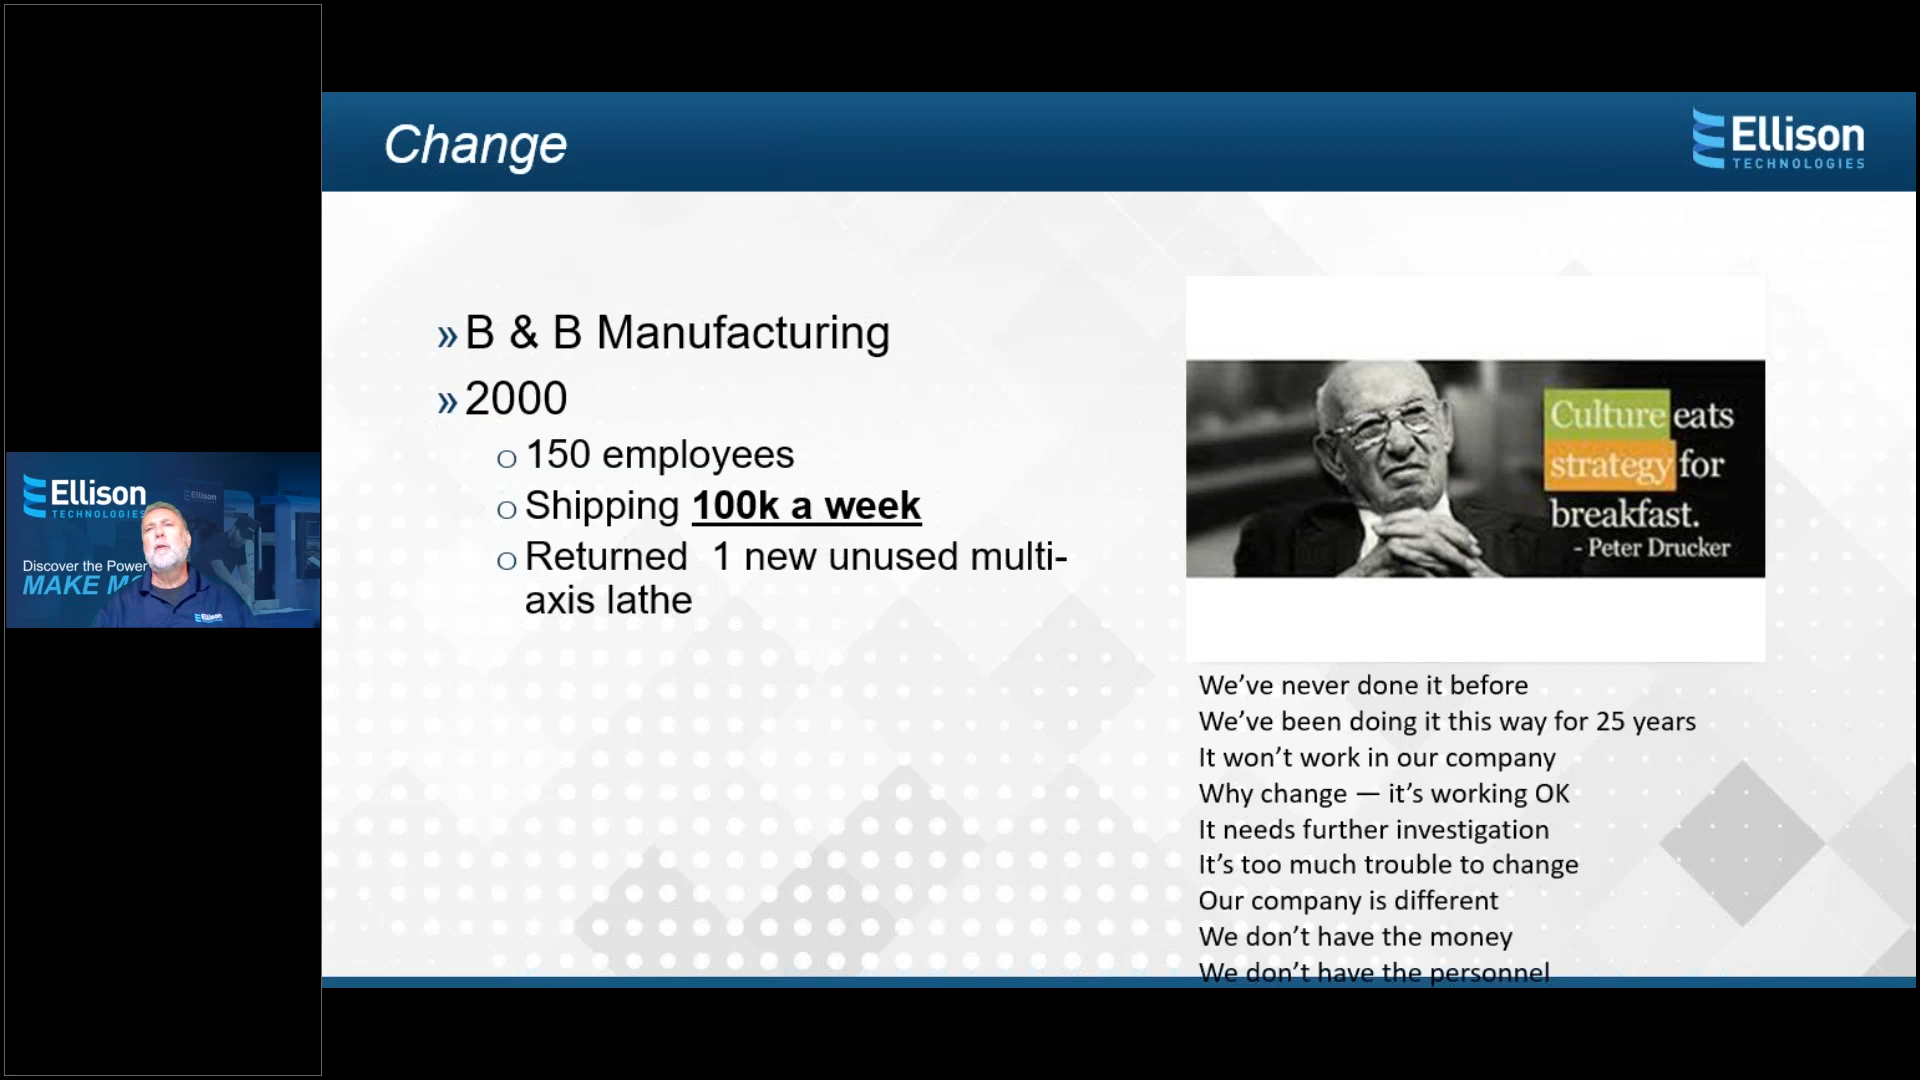 Change
Ellison
TECHNOLOGIES
» B & B Manufacturing
» 2000
o 150 employees
o Shipping 100k a week
o Returned 1 new unused multi-
axis lathe
Culture eats
strategy for
breakfast.
- Peter Drucker
We’ve never done it before
We’ve been doing it this way for 25 years
It won’t work in our company
Why change — it’s working OK
It needs further investigation
It’s too much trouble to change
Our company is different
We don’t have the money
We don’t have the personnel
Ellison
TECHNOLOGIES
Ellison
Discover the Power
MAKE
Ellison